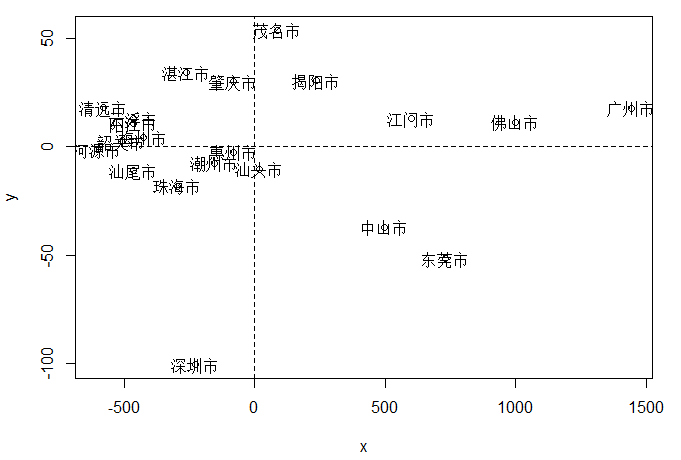 50
茂名市
湛江市
肇庆市
揭阳市
清远市
江门市
佛山市
广州市
阳江市
韶关市
0
河源市
惠州市
潮州市
汕头市
汕尾市
珠海市
y
中山市
-50
东莞市
-100
深圳市
-500
0
500
1000
1500
x